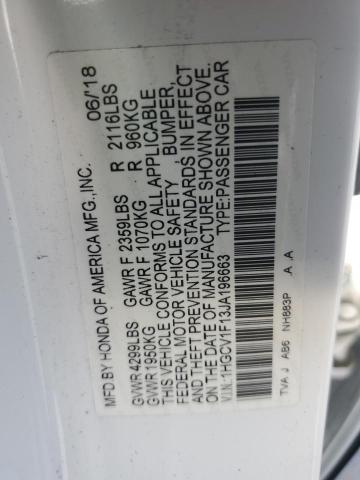 MFD. BY HONDA OF AMERICA MFG.,INC. 06/'18
GVWR 4299LBS GAWR F 2359LBS R 2116LBS
GVWR 1950KG GAWR F 1070KG R 960KG
THIS VEHICLE CONFORMS TO ALL APPLICABLE
FEDERAL MOTOR VEHICLE SAFETY, BUMPER,
AND THEFT PREVENTION STANDARDS IN EFFECT
ON THE DATE OF MANUFACTURE SHOWN ABOVE.
V.I.N.:1HGCV1F13JA196663 TYPE:PASSENGER CAR
TVA J AB6 NH883P A A